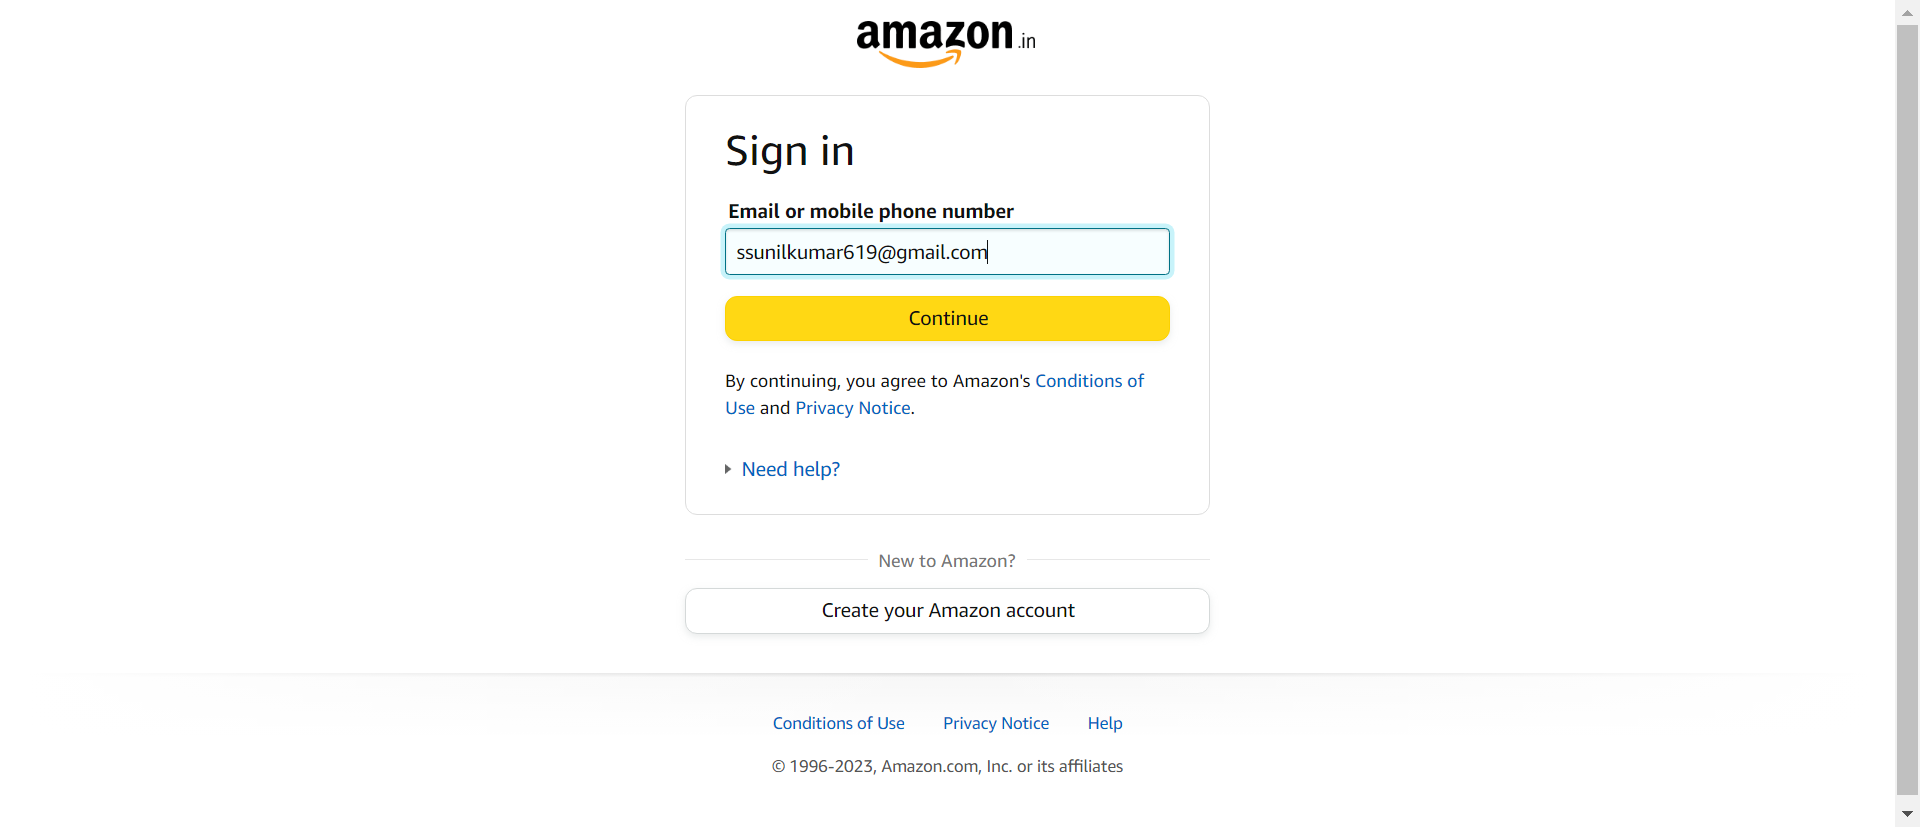 amazon.in
Sign in
Email or mobile phone number
ssunilkumar619@gmail.com
Continue
By continuing, you agree to Amazon's Conditions of
Use and Privacy Notice.
Need help?
New to Amazon?
Create your Amazon account
Conditions of Use Privacy Notice Help
© 1996-2023, Amazon.com, Inc. or its affiliates